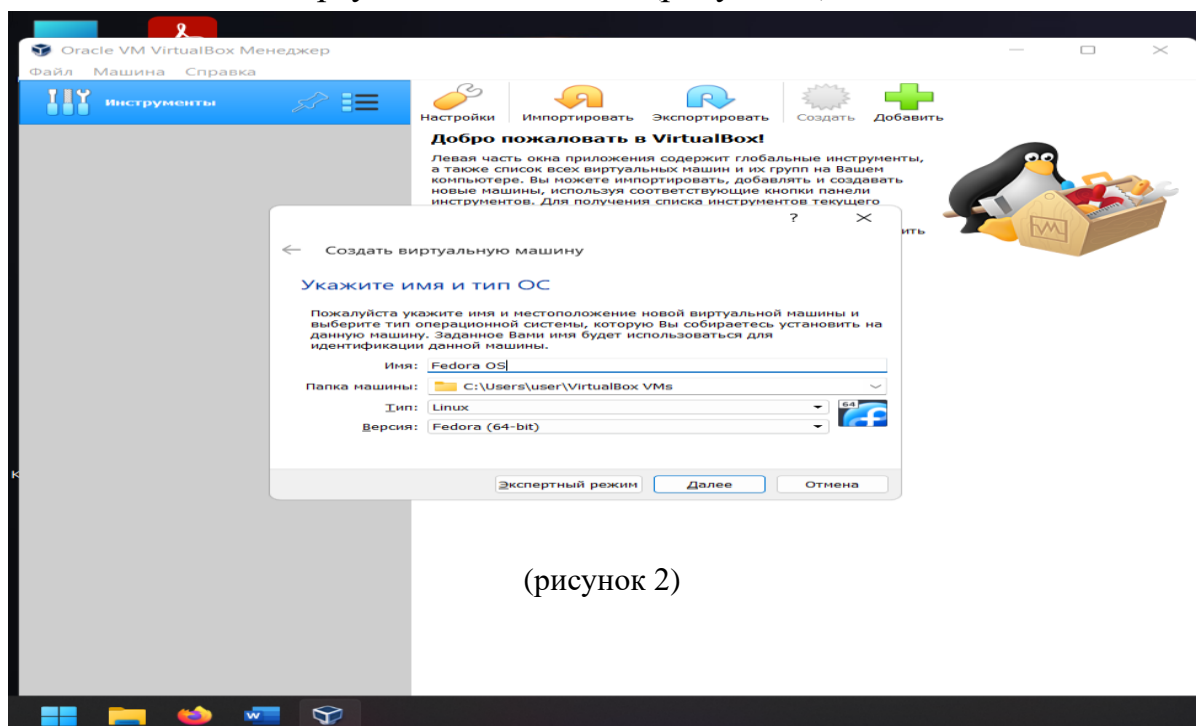 Oracle VM VirtualBox Менеджер
Файл Машина Справка
Инструменты
Настройки Импортировать Экспортировать Создать Добавить
Добро пожаловать в VirtualBox!
Левая часть окна приложения содержит глобальные инструменты,
а также список всех виртуальных машин и их групп на Вашем
компьютере. Вы можете импортировать, добавлять и создавать
новые машины, используя соответствующие кнопки панели
инструментов. Для получения списка инструментов текущего
ить
?
Создать виртуальную машину
Укажите имя и тип ОС
Пожалуйста укажите имя и местоположение новой виртуальной машины и
выберите тип операционной системы, которую Вы собираетесь установить на
данную машину. Заданное Вами имя будет использоваться для
идентификации данной машины.
Имя: Fedora OS
Папка машины: C:\Users\user\VirtualBox VMs
Тип: Linux
64
Версия: Fedora (64-bit)
Экспертный режим Далее Отмена
(рисунок 2)